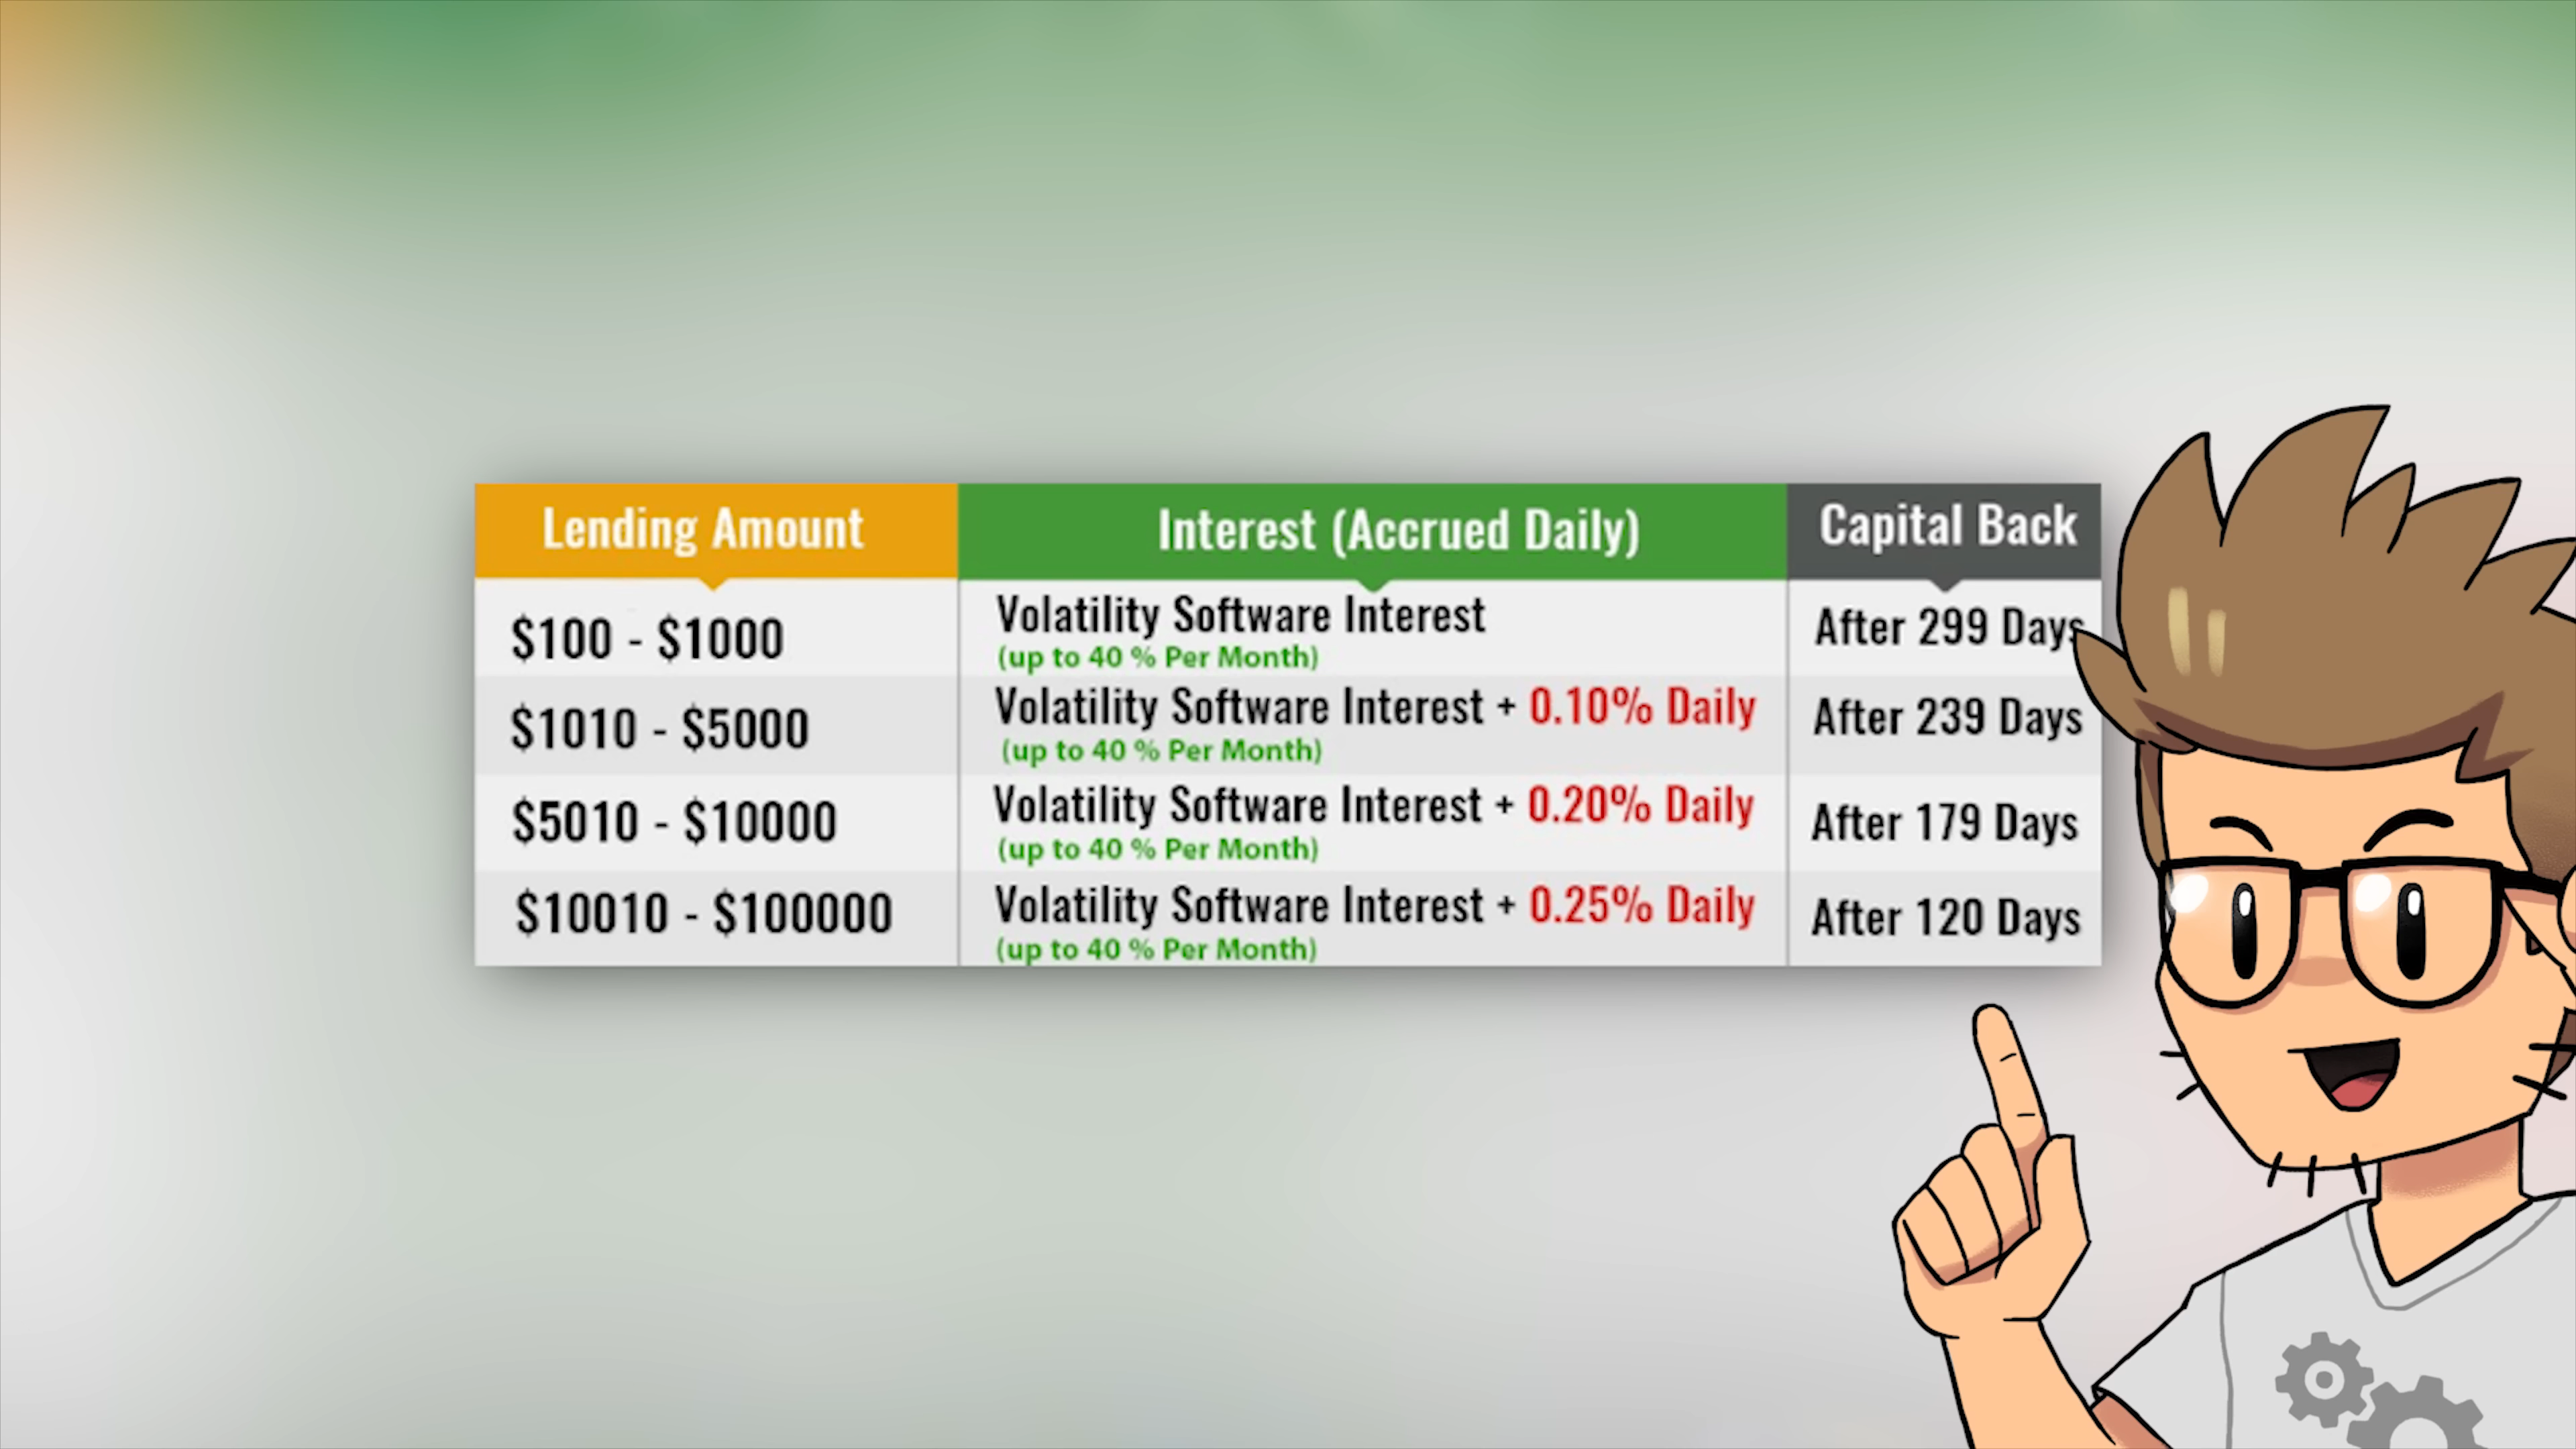 Lending Amount
Interest (Accrued Daily)
Capital Back
$100 - $1000
Volatility Software Interest
(up to 40 % Per Month)
After 299 Days
$1010 - $5000
Volatility Software Interest + 0.10% Daily
(up to 40 % Per Month)
After 239 Days
$5010 - $10000
Volatility Software Interest + 0.20% Daily
(up to 40 % Per Month)
After 179 Days
$10010 - $100000
Volatility Software Interest + 0.25% Daily
(up to 40 % Per Month)
After 120 Days